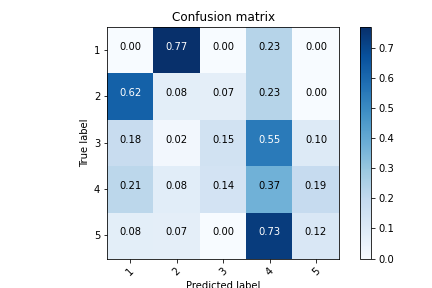 Confusion matrix
True label
1 0.00 0.77 0.00 0.23 0.00
2 0.62 0.08 0.07 0.23 0.00
3 0.18 0.02 0.15 0.55 0.10
4 0.21 0.08 0.14 0.37 0.19
5 0.08 0.07 0.00 0.73 0.12
1 2 3 4 5
Predicted label
0.7
0.6
0.5
0.4
0.3
0.2
0.1
0.0